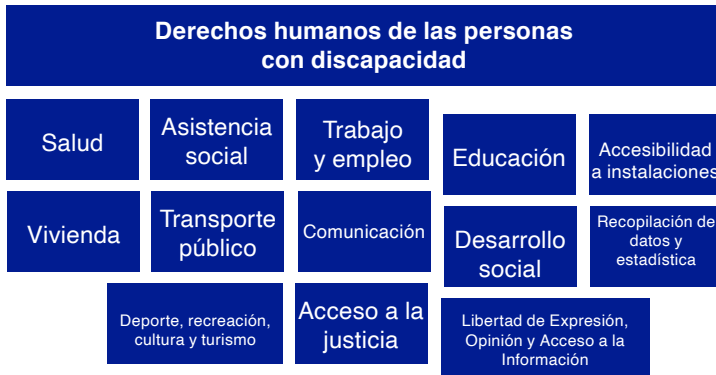 Derechos humanos de las personas
con discapacidad
Salud
Asistencia
social
Trabajo
y empleo
Educación
Accesibilidad
a instalaciones
Vivienda
Transporte
público
Comunicación
Desarrollo
social
Recopilación de
datos y
estadística
Deporte, recreación,
cultura y turismo
Acceso a la
justicia
Libertad de Expresión,
Opinión y Acceso a la
Información